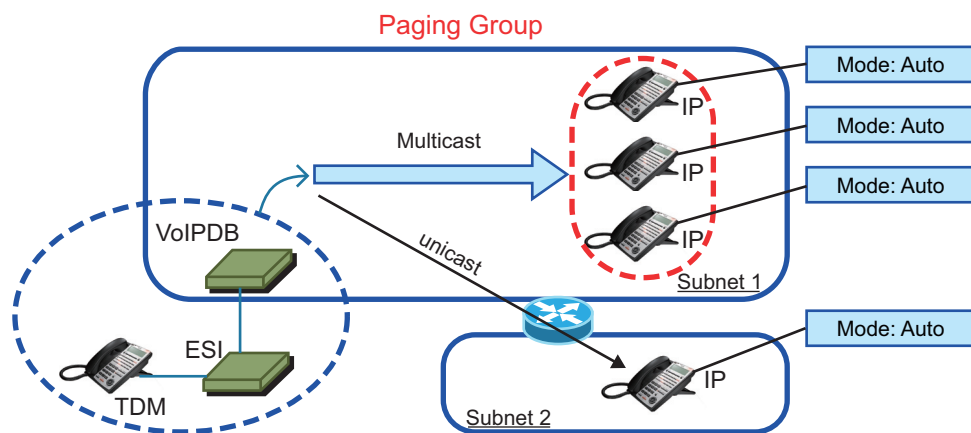 Paging Group
Mode: Auto
IP
Multicast
Mode: Auto
IP
Mode: Auto
IP
VoIPDB
unicast
Subnet 1
Mode: Auto
ESI
IP
TDM
Subnet 2